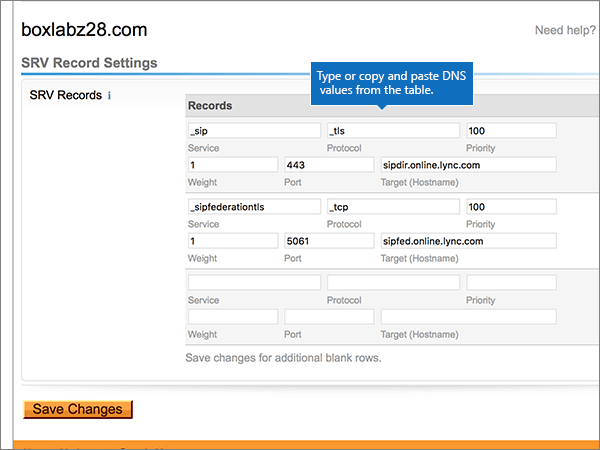 boxlabz28.com
Need help?
SRV Record Settings
Type or copy and paste DNS
values from the table.
SRV Records i
Records
_sip _tls 100
Service Protocol Priority
1 443 sipdir.online.lync.com
Weight Port Target (Hostname)
_sipfederationtls _tcp 100
Service Protocol Priority
1 5061 sipfed.online.lync.com
Weight Port Target (Hostname)
Service Protocol Priority
Weight Port Target (Hostname)
Save changes for additional blank rows.
Save Changes